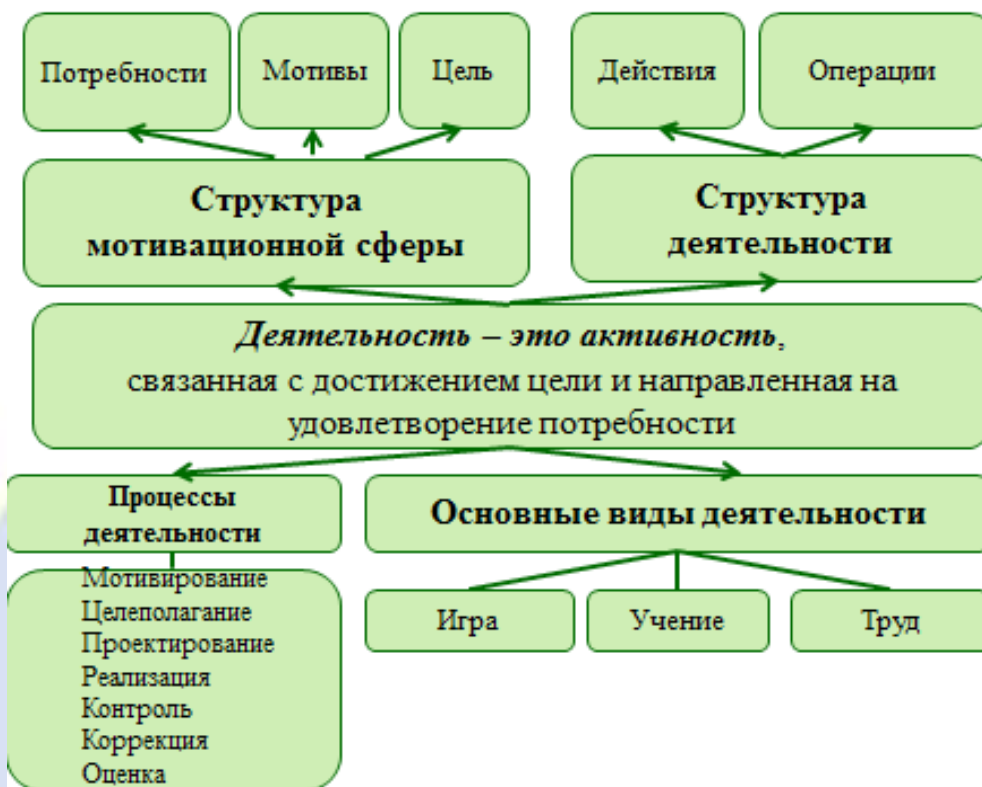 Потребности
Мотивы
Цель
Действия
Операции
Структура
мотивационной сферы
Структура
деятельности
Деятельность – это активность,
связанная с достижением цели и направленная на
удовлетворение потребности
Процессы
деятельности
Основные виды деятельности
Мотивирование
Целеполагание
Проектирование
Реализация
Контроль
Коррекция
Оценка
Игра
Учение
Труд